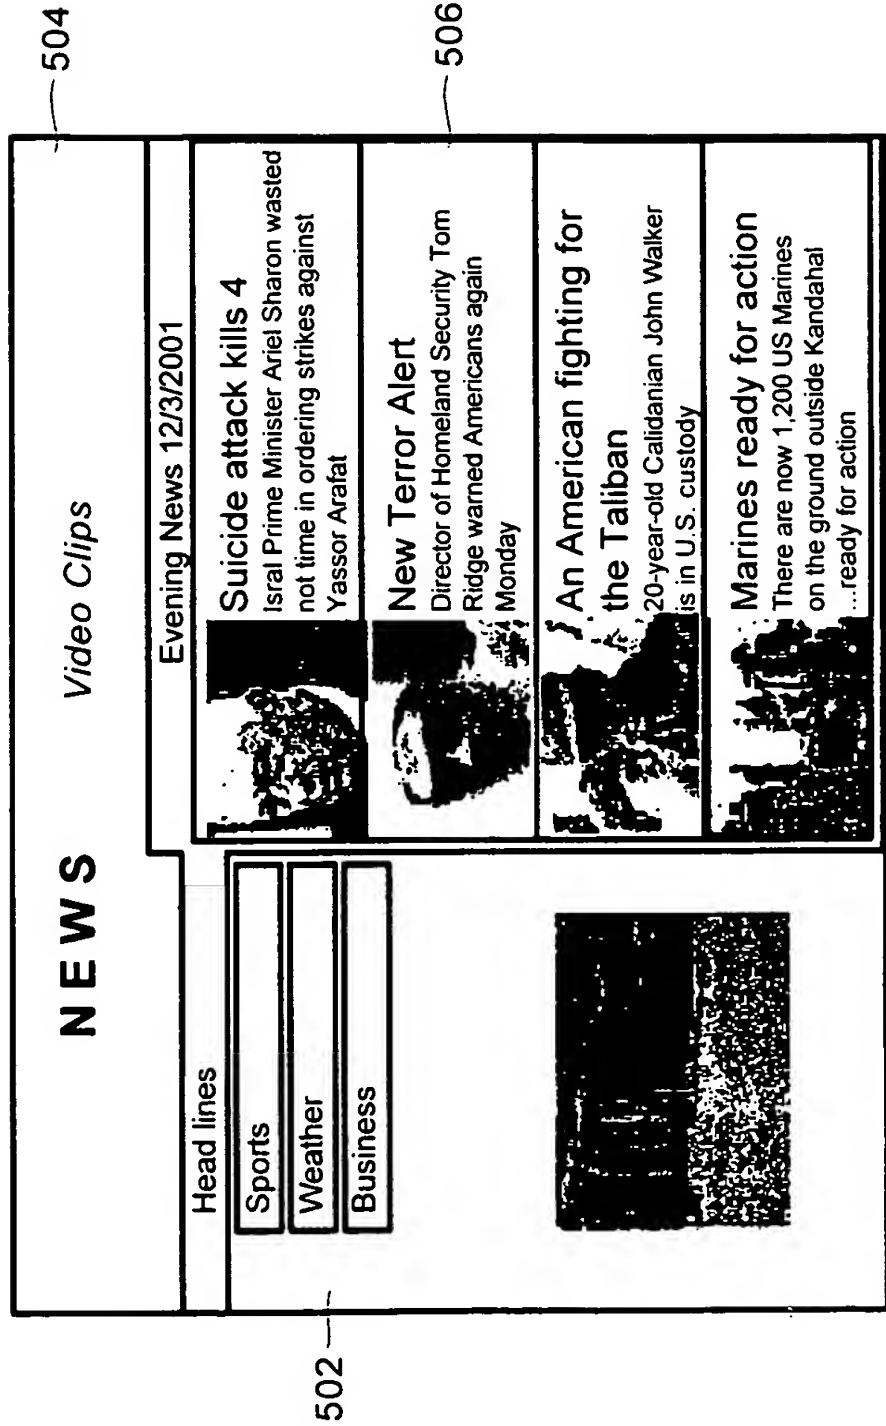 504
NEWS Video Clips
Head lines
Sports
Weather
Business
502
Evening News 12/3/2001
Suicide attack kills 4
Isral Prime Minister Ariel Sharon wasted
not time in ordering strikes against
Yassor Arafat
New Terror Alert
Director of Homeland Security Tom
Ridge warned Americans again
Monday
506
An American fighting for
the Taliban
20-year-old Calidanian John Walker
is in U.S. custody
Marines ready for action
There are now 1,200 US Marines
on the ground outside Kandahal
...ready for action